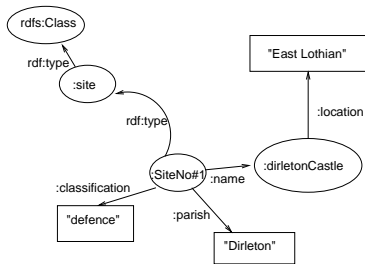 rdfs:Class
"East Lothian"
rdf:type
:site
:location
rdf:type
:SiteNo#1
:name
:dirletonCastle
:classification
:parish
"defence"
"Dirleton"